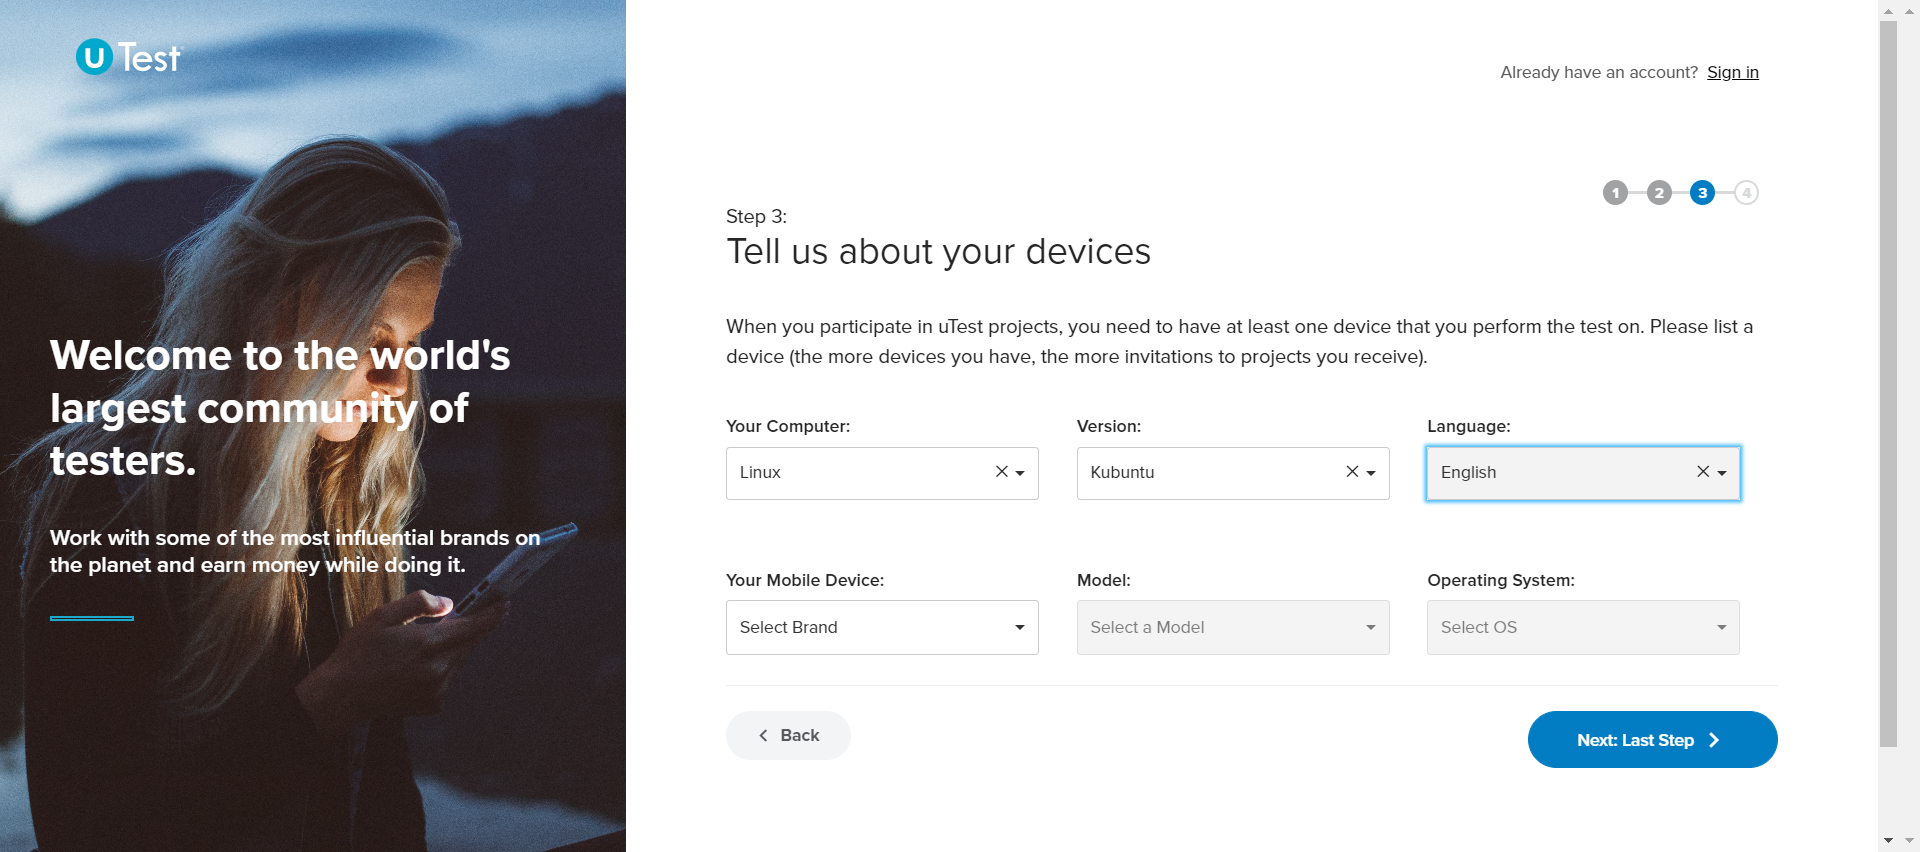 U Test
Already have an account? Sign in
1 2 3 4
Step 3:
Tell us about your devices
When you participate in uTest projects, you need to have at least one device that you perform the test on. Please list a
device (the more devices you have, the more invitations to projects you receive).
Your Computer: Version: Language:
Linux Kubuntu English
Your Mobile Device: Model: Operating System:
Select Brand Select a Model Select OS
Back Next: Last Step
Welcome to the world's
largest community of
testers.
Work with some of the most influential brands on
the planet and earn money while doing it.